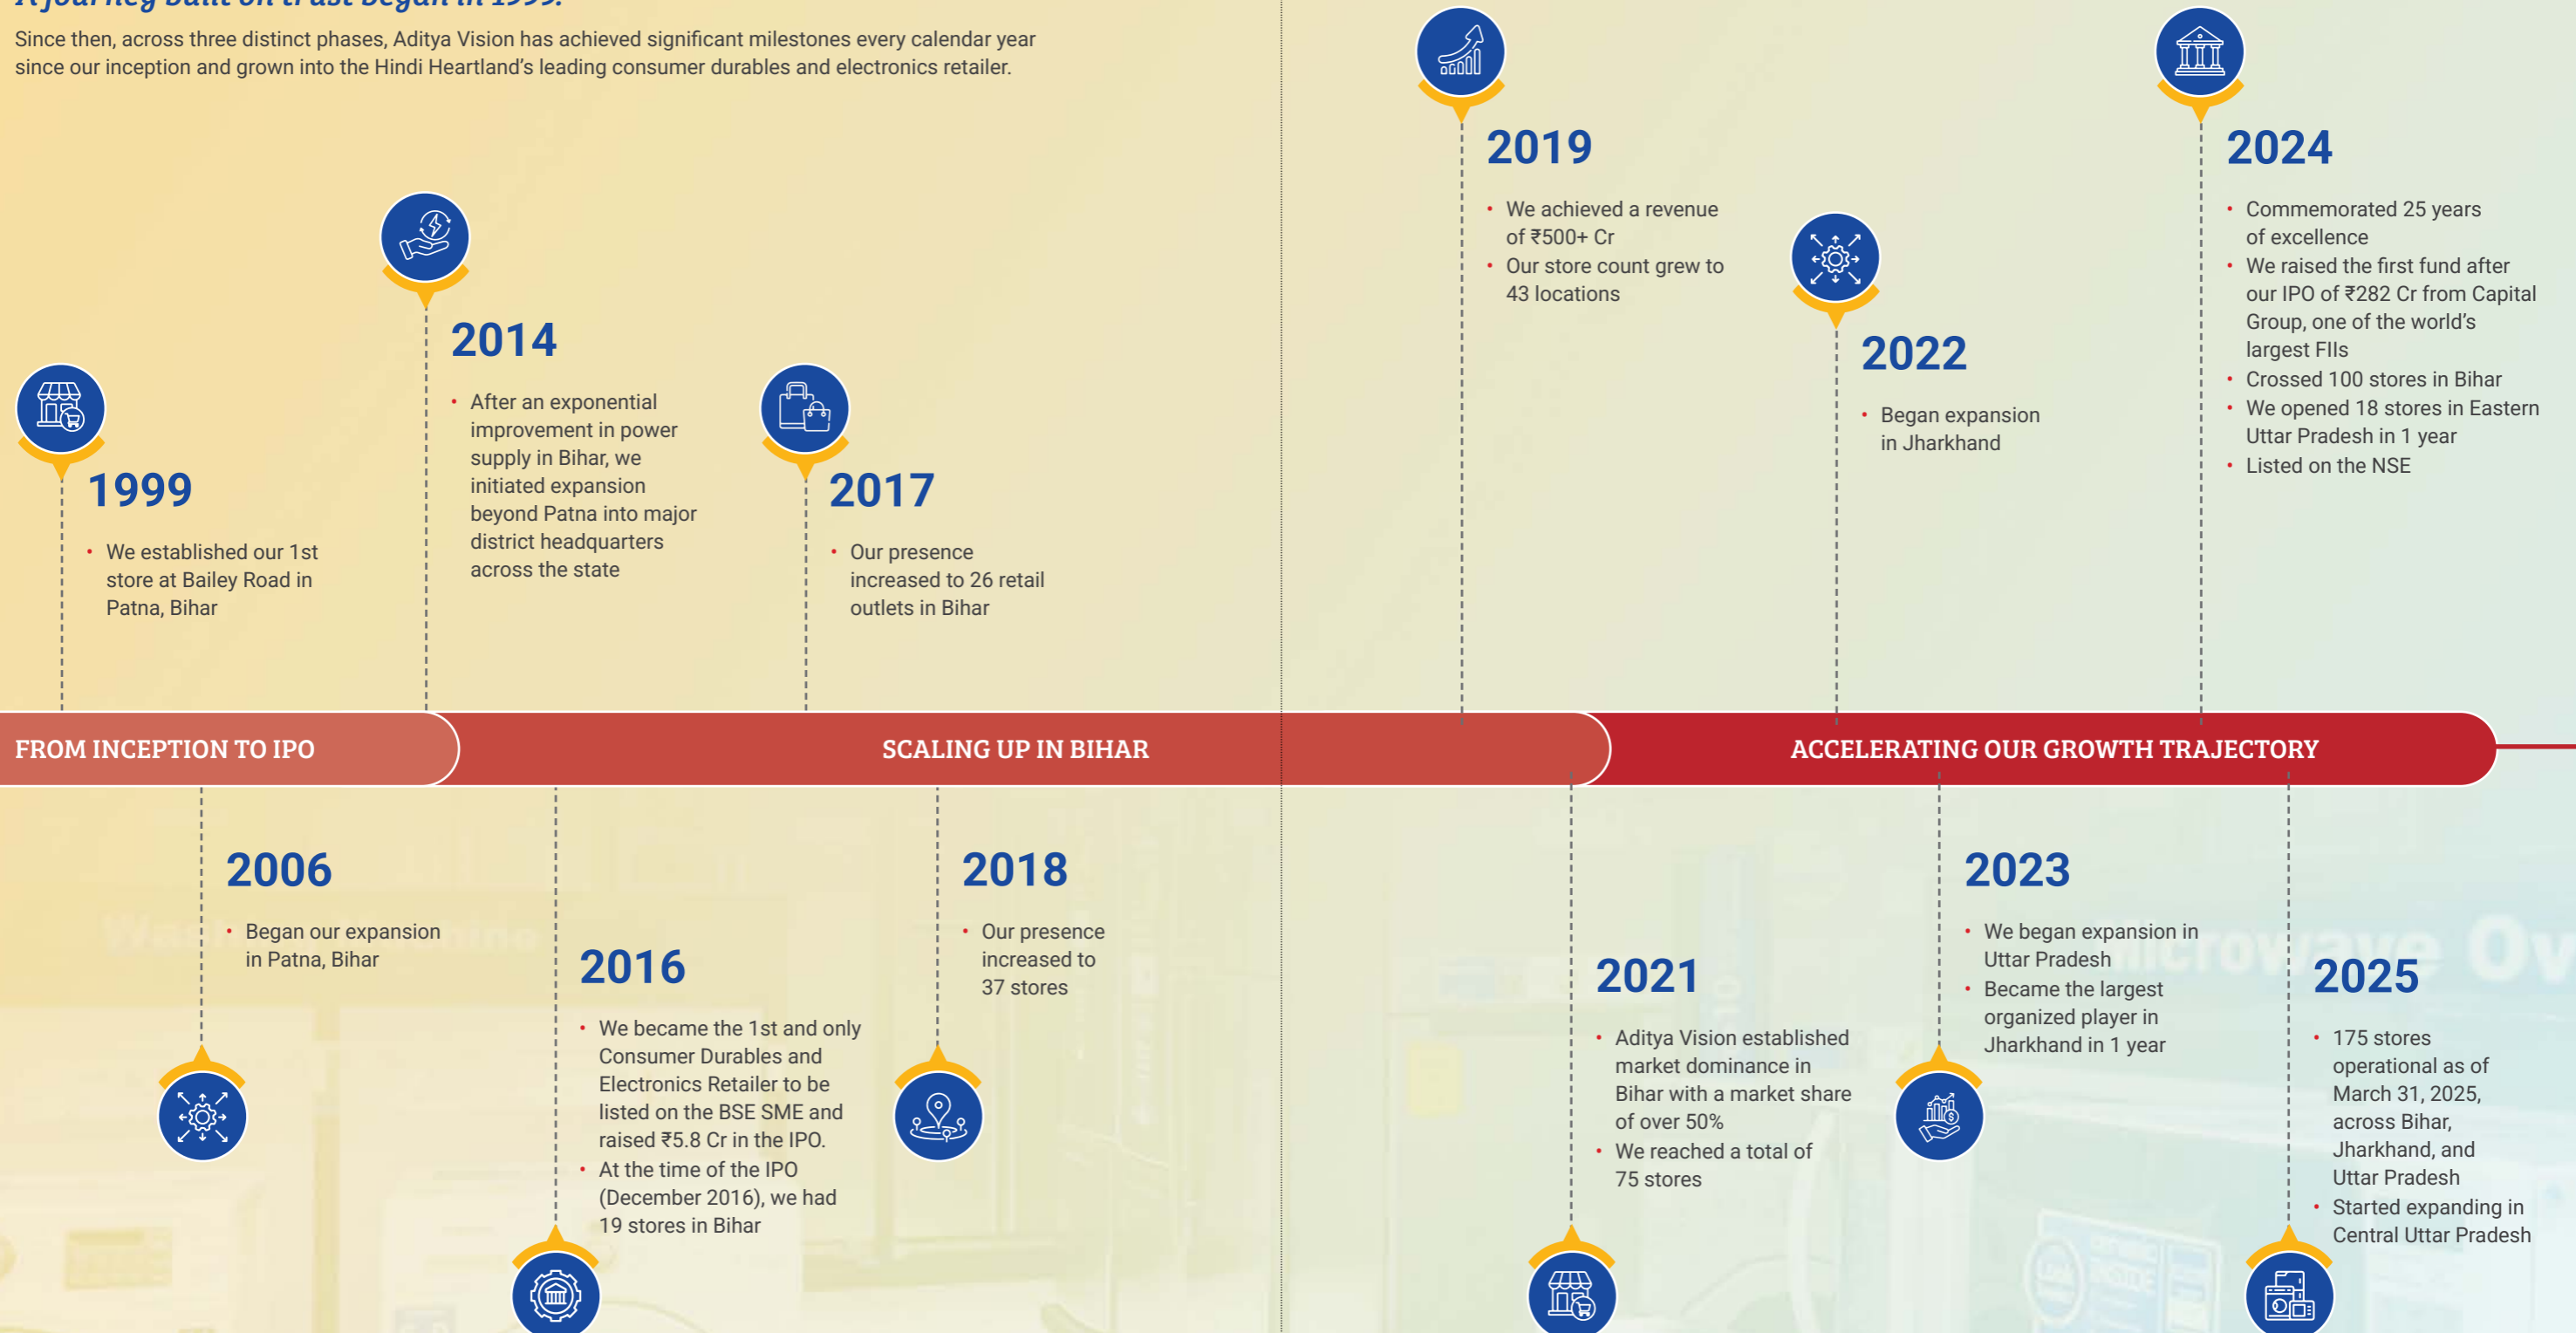 A journey built on trust began in 1999.
Since then, across three distinct phases, Aditya Vision has achieved significant milestones every calendar year
since our inception and grown into the Hindi Heartland's leading consumer durables and electronics retailer.
1999
• We established our 1st
store at Bailey Road in
Patna, Bihar
2014
• After an exponential
improvement in power
supply in Bihar, we
initiated expansion
beyond Patna into major
district headquarters
across the state
2017
• Our presence
increased to 26 retail
outlets in Bihar
2019
• We achieved a revenue
of ₹500+ Cr
• Our store count grew to
43 locations
2022
• Began expansion
in Jharkhand
2024
• Commemorated 25 years
of excellence
• We raised the first fund after
our IPO of ₹282 Cr from Capital
Group, one of the world's
largest FIIs
• Crossed 100 stores in Bihar
• We opened 18 stores in Eastern
Uttar Pradesh in 1 year
• Listed on the NSE
FROM INCEPTION TO IPO
SCALING UP IN BIHAR
ACCELERATING OUR GROWTH TRAJECTORY
2006
• Began our expansion
in Patna, Bihar
2016
• We became the 1st and only
Consumer Durables and
Electronics Retailer to be
listed on the BSE SME and
raised ₹5.8 Cr in the IPO.
• At the time of the IPO
(December 2016), we had
19 stores in Bihar
2018
• Our presence
increased to
37 stores
2021
• Aditya Vision established
market dominance in
Bihar with a market share
of over 50%
• We reached a total of
75 stores
2023
• We began expansion in
Uttar Pradesh
• Became the largest
organized player in
Jharkhand in 1 year
2025
• 175 stores
operational as of
March 31, 2025,
across Bihar,
Jharkhand, and
Uttar Pradesh
• Started expanding in
Central Uttar Pradesh
Microwave Ov